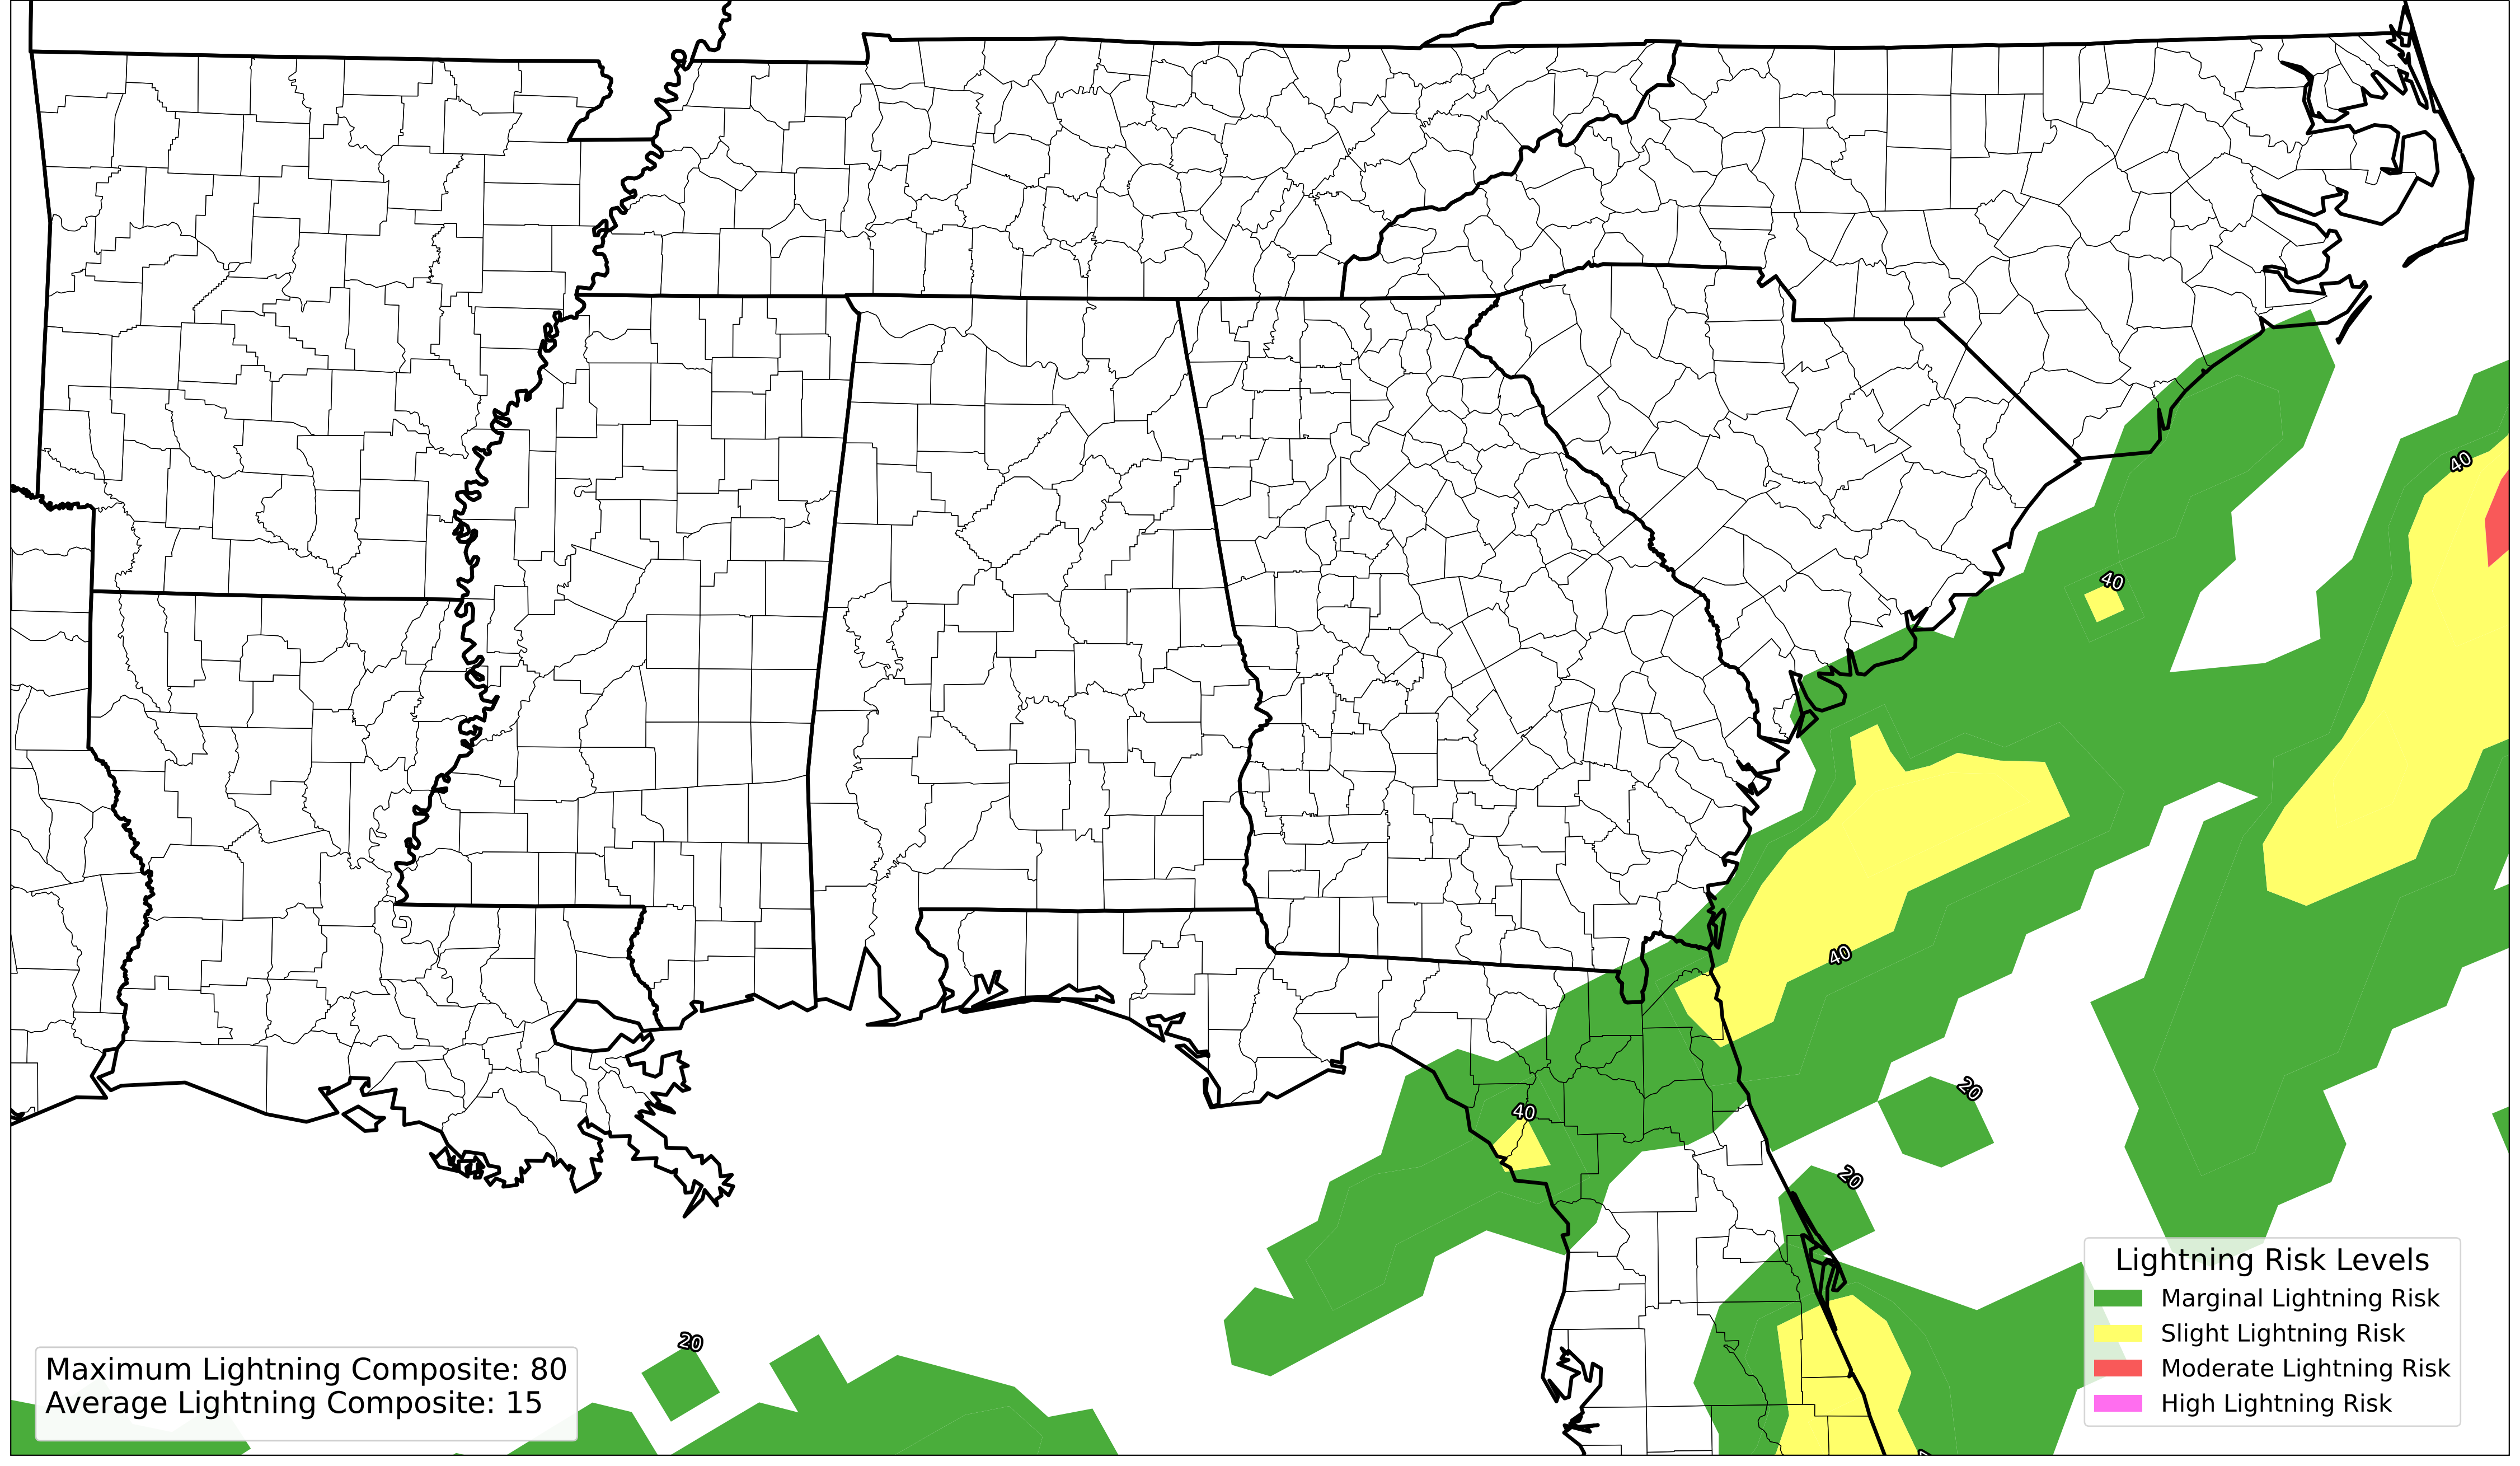 40
40
40
40
20
20
20
Maximum Lightning Composite: 80
Average Lightning Composite: 15
Lightning Risk Levels
Marginal Lightning Risk
Slight Lightning Risk
Moderate Lightning Risk
High Lightning Risk